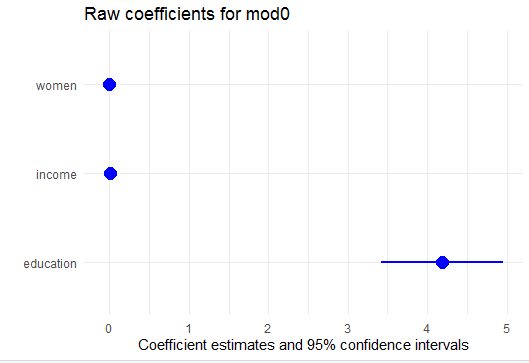 Raw coefficients for mod0
women
income
education
0 1 2 3 4 5
Coefficient estimates and 95% confidence intervals